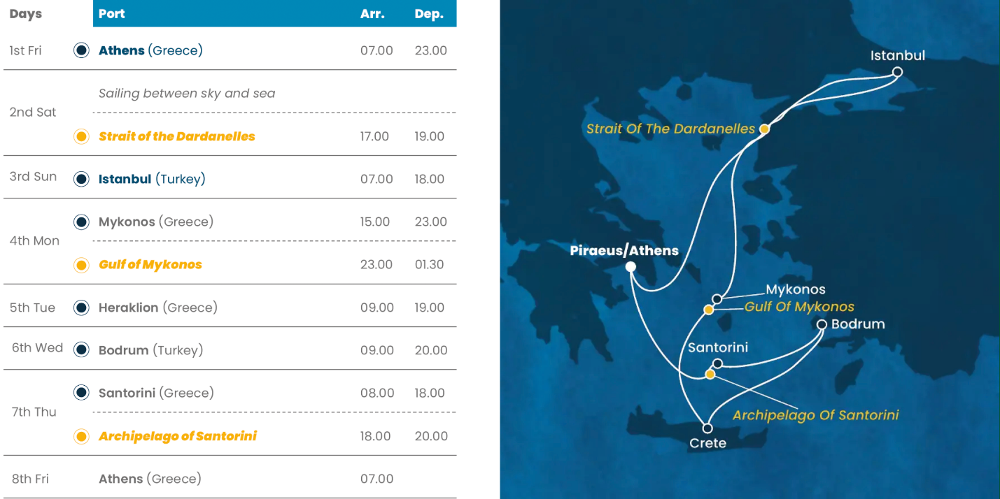 Days Port Arr. Dep.
1st Fri Athens (Greece) 07.00 23.00
Sailing between sky and sea
2nd Sat
Strait of the Dardanelles 17.00 19.00
3rd Sun Istanbul (Turkey) 07.00 18.00
Mykonos (Greece) 15.00 23.00
4th Mon
Gulf of Mykonos 23.00 01.30
5th Tue Heraklion (Greece) 09.00 19.00
6th Wed Bodrum (Turkey) 09.00 20.00
Santorini (Greece) 08.00 18.00
7th Thu
Archipelago of Santorini 18.00 20.00
8th Fri Athens (Greece) 07.00
Istanbul
Strait Of The Dardanelles
Piraeus/Athens
Mykonos
Gulf Of Mykonos
Bodrum
Santorini
Archipelago Of Santorini
Crete